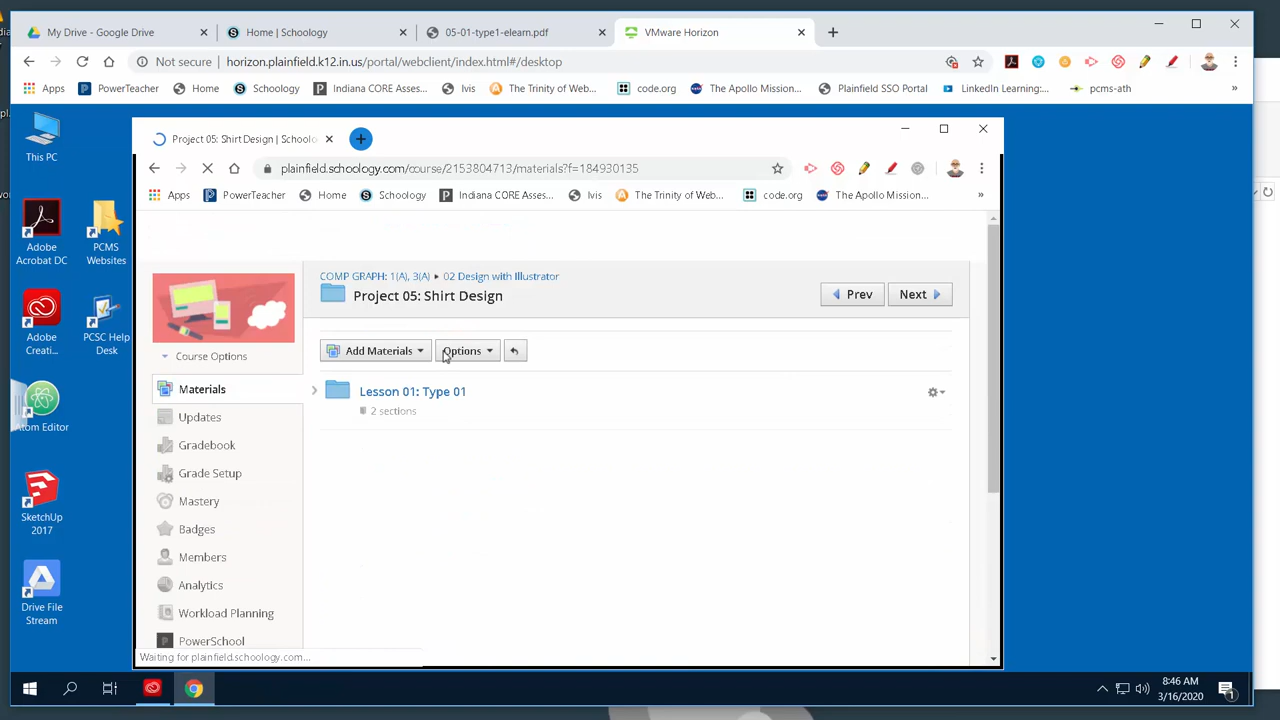 My Drive - Google Drive
Home | Schoology
05-01-type1-elearn.pdf
VMware Horizon
Not secure
horizon.plainfield.k12.in.us/portal/webclient/index.html#/desktop
Apps
PowerTeacher
Home
Schoology
Indiana CORE Asses...
Ivis
The Trinity of Web...
code.org
The Apollo Mission...
Plainfield SSO Portal
LinkedIn Learning:...
pcms-ath
»
This PC
Adobe
Acrobat DC
PCMS
Websites
Adobe
Creati...
PCSC Help
Desk
Atom Editor
SketchUp
2017
Drive File
Stream
Project 05: Shirt Design | Schoolo
plainfield.schoology.com/course/2153804713/materials?f=184930135
Apps
PowerTeacher
Home
Schoology
Indiana CORE Asses...
Ivis
The Trinity of Web...
code.org
The Apollo Mission...
»
COMP GRAPH: 1(A), 3(A) ▸ 02 Design with Illustrator
Project 05: Shirt Design
Prev
Next
Course Options
Add Materials
Options
Materials
Lesson 01: Type 01
2 sections
Updates
Gradebook
Grade Setup
Mastery
Badges
Members
Analytics
Workload Planning
PowerSchool
Waiting for plainfield.schoology.com...
8:46 AM
3/16/2020
1